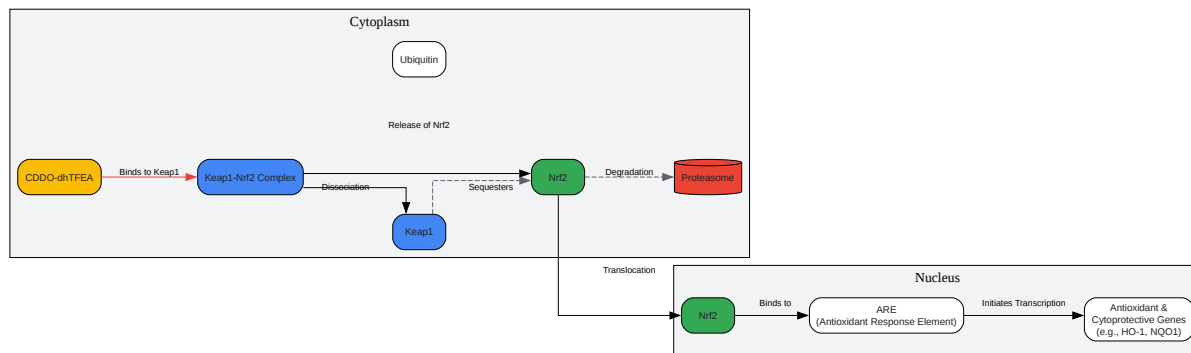 Cytoplasm
Ubiquitin
Release of Nrf2
CDDO-dhTFEA
Binds to Keap1
Keap1-Nrf2 Complex
Dissociation
Keap1
Sequesters
Nrf2
Degradation
Proteasome
Translocation
Nucleus
Nrf2
Binds to
ARE
(Antioxidant Response Element)
Initiates Transcription
Antioxidant &
Cytoprotective Genes
(e.g., HO-1, NQO1)